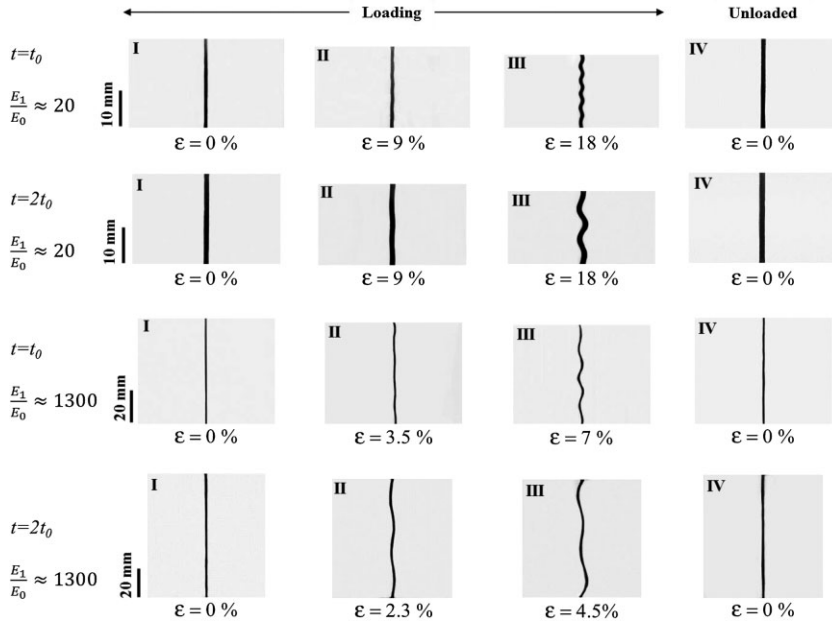 Loading Unloaded
t=t0
E1/E0 ≈ 20
10 mm
I II III IV
ε = 0 % ε = 9 % ε = 18 % ε = 0 %
t=2t0
E1/E0 ≈ 20
10 mm
I II III IV
ε = 0 % ε = 9 % ε = 18 % ε = 0 %
t=t0
E1/E0 ≈ 1300
20 mm
I II III IV
ε = 0 % ε = 3.5 % ε = 7 % ε = 0 %
t=2t0
E1/E0 ≈ 1300
20 mm
I II III IV
ε = 0 % ε = 2.3 % ε = 4.5% ε = 0 %